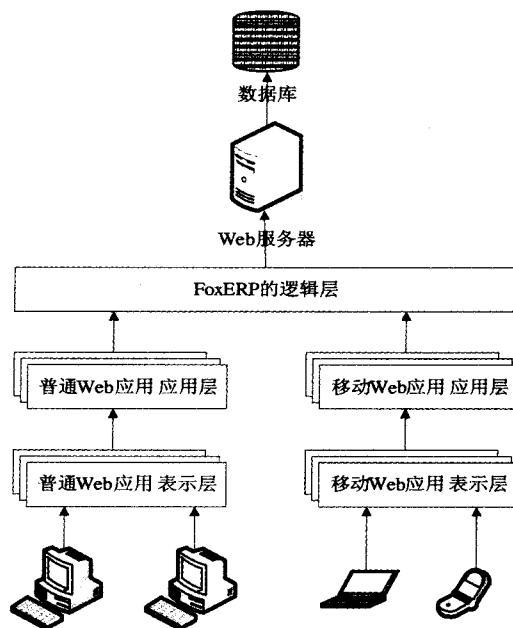 数据库
Web服务器
FoxERP的逻辑层
普通Web应用 应用层
移动Web应用 应用层
普通Web应用 表示层
移动Web应用 表示层